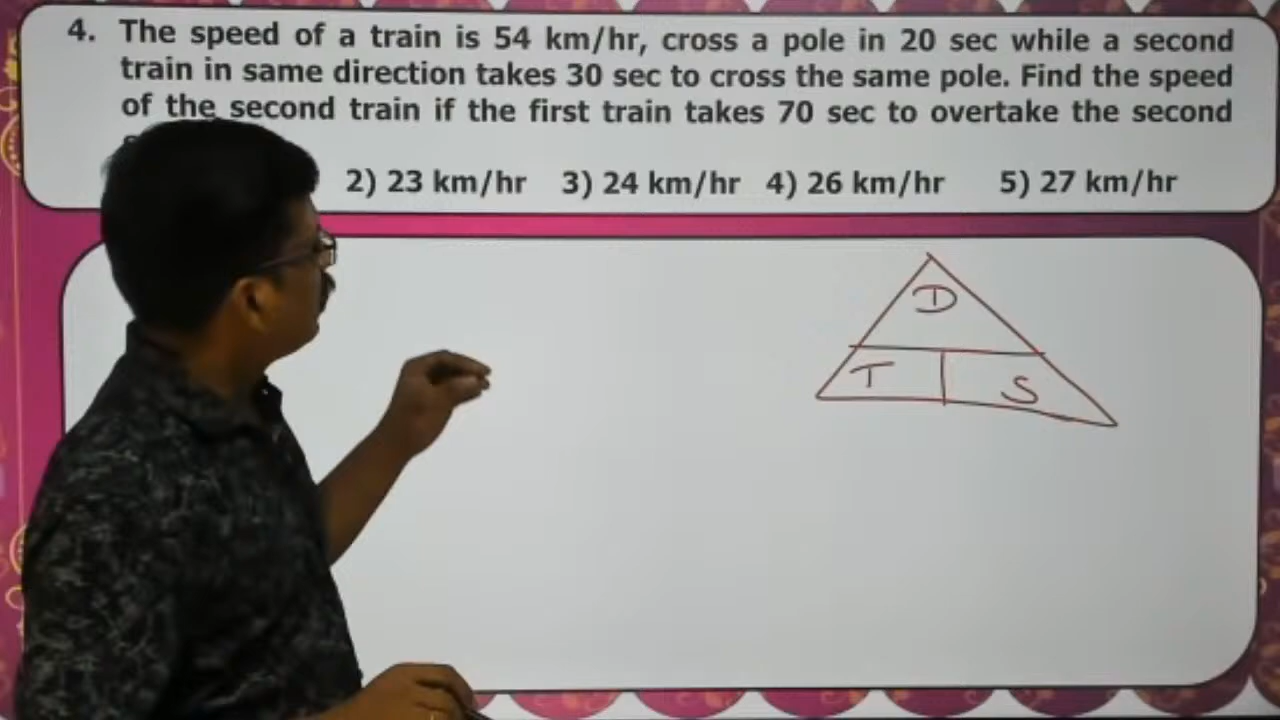 4. The speed of a train is 54 km/hr, cross a pole in 20 sec while a second
train in same direction takes 30 sec to cross the same pole. Find the speed
of the second train if the first train takes 70 sec to overtake the second
2) 23 km/hr 3) 24 km/hr 4) 26 km/hr 5) 27 km/hr
D
T S